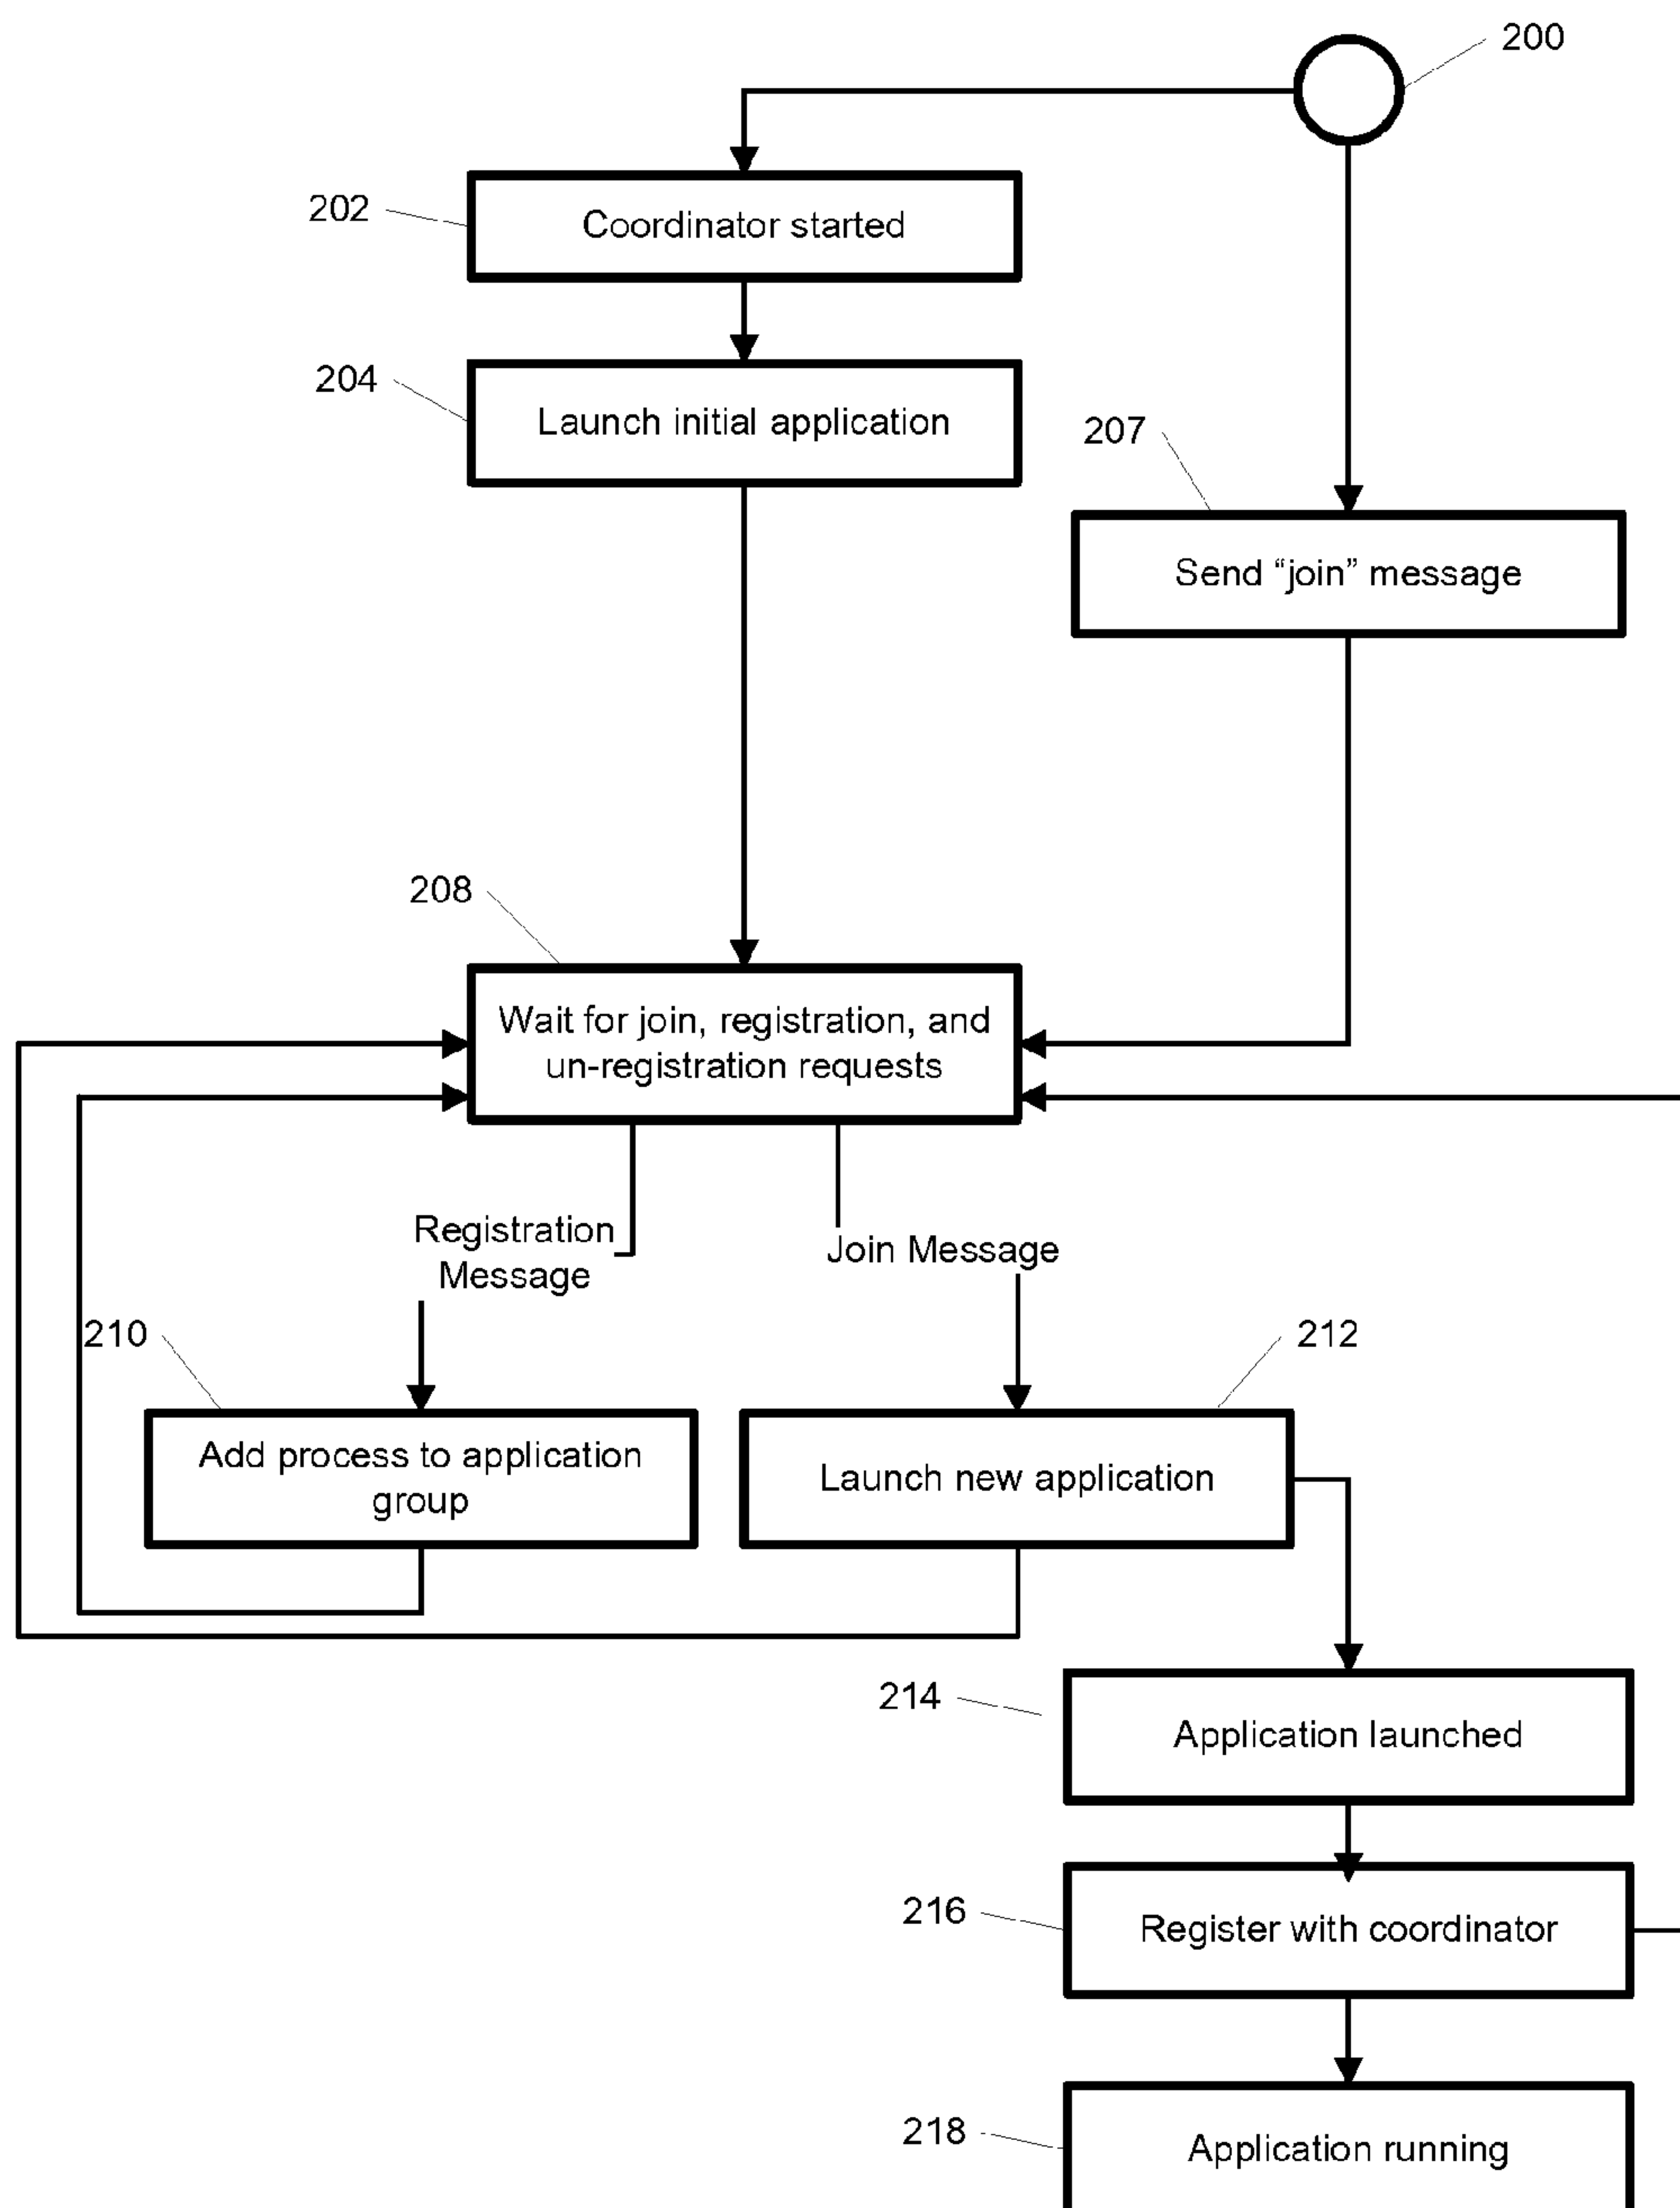 200
202
Coordinator started
204
Launch initial application
207
Send “join” message
208
Wait for join, registration, and
un-registration requests
Registration
Message
Join Message
210
212
Add process to application
group
Launch new application
214
Application launched
216
Register with coordinator
218
Application running